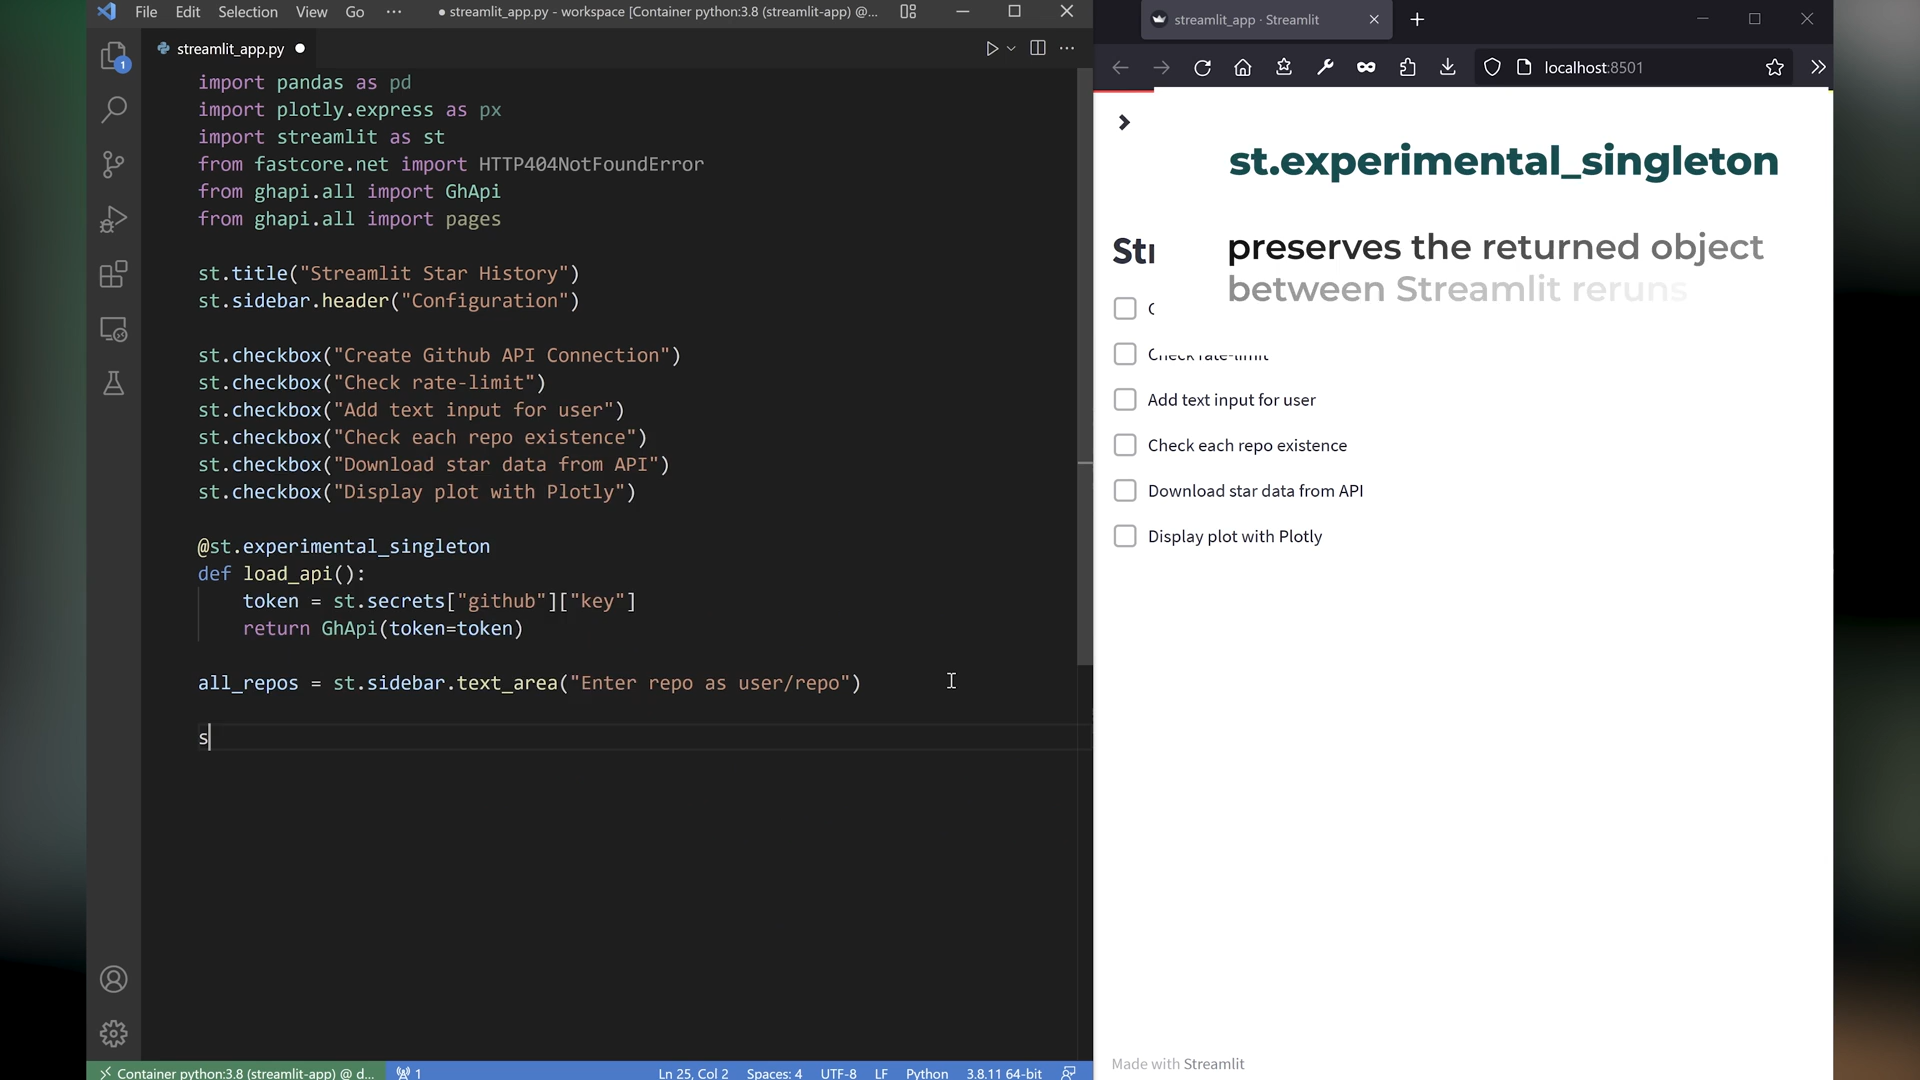 File Edit Selection View Go ··· ● streamlit_app.py - workspace [Container python:3.8 (streamlit-app) @...
streamlit_app.py ●
1
import pandas as pd
import plotly.express as px
import streamlit as st
from fastcore.net import HTTP404NotFoundError
from ghapi.all import GhApi
from ghapi.all import pages
st.title("Streamlit Star History")
st.sidebar.header("Configuration")
st.checkbox("Create Github API Connection")
st.checkbox("Check rate-limit")
st.checkbox("Add text input for user")
st.checkbox("Check each repo existence")
st.checkbox("Download star data from API")
st.checkbox("Display plot with Plotly")
@st.experimental_singleton
def load_api():
token = st.secrets["github"]["key"]
return GhApi(token=token)
all_repos = st.sidebar.text_area("Enter repo as user/repo")
s
Container python:3.8 (streamlit-app) @ d... 1 Ln 25, Col 2 Spaces: 4 UTF-8 LF Python 3.8.11 64-bit
streamlit_app · Streamlit
localhost:8501
st.experimental_singleton
preserves the returned object
between Streamlit reruns
Check rate-limit
Add text input for user
Check each repo existence
Download star data from API
Display plot with Plotly
Made with Streamlit